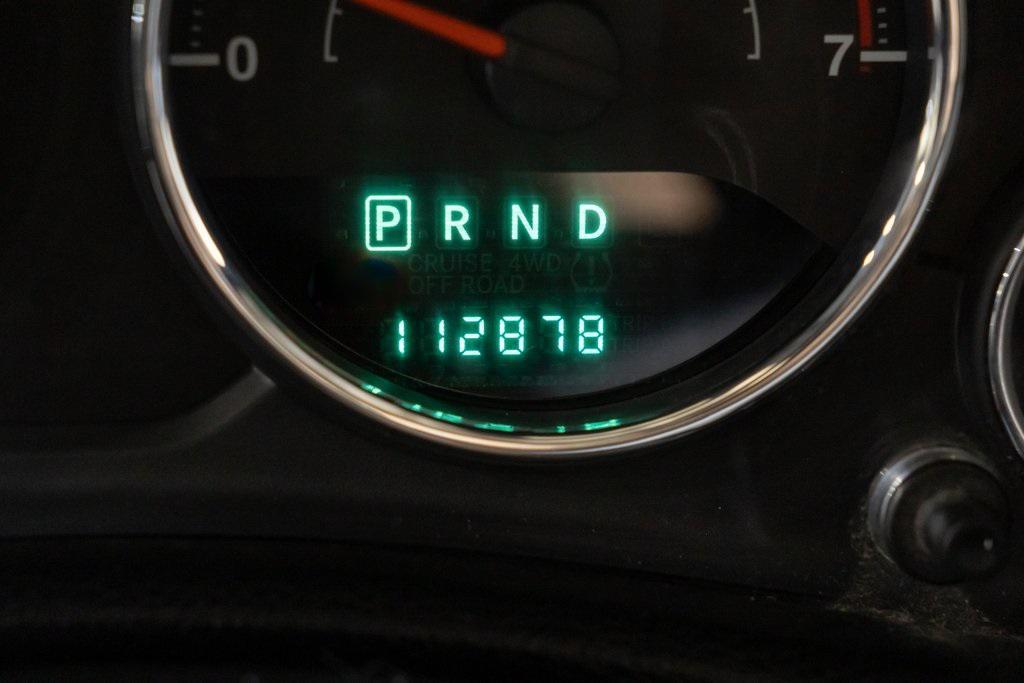 0 7
P R N D
CRUISE 4WD
OFF ROAD
112878